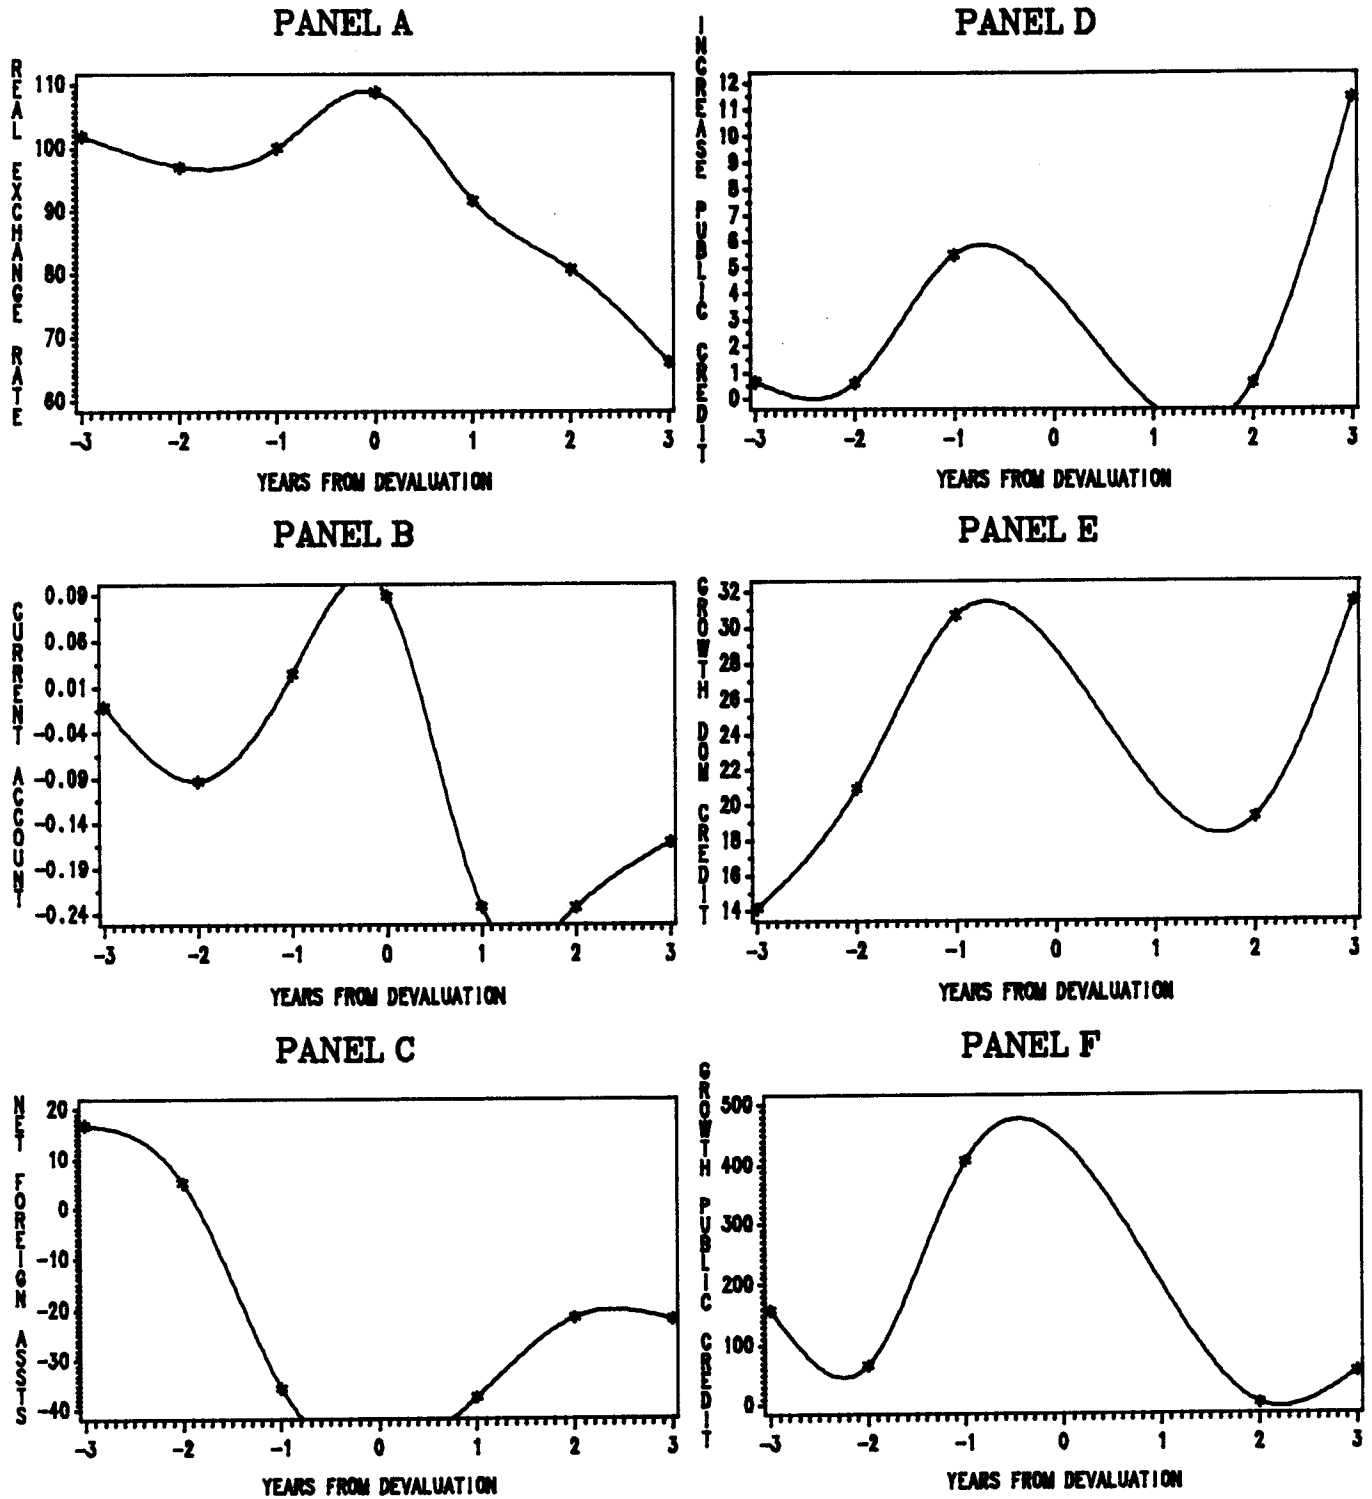 PANEL A
REAL EXCHANGE RATE
110
100
90
80
70
60
-3 -2 -1 0 1 2 3
YEARS FROM DEVALUATION
PANEL D
INCREASE PUBLIC CREDIT
12
11
10
9
8
7
6
5
4
3
2
1
0
-3 -2 -1 0 1 2 3
YEARS FROM DEVALUATION
PANEL B
CURRENT ACCOUNT
0.09
0.06
0.01
-0.04
-0.09
-0.14
-0.19
-0.24
-3 -2 -1 0 1 2 3
YEARS FROM DEVALUATION
PANEL E
GROWTH DOM CREDIT
32
30
28
26
24
22
20
18
16
14
-3 -2 -1 0 1 2 3
YEARS FROM DEVALUATION
PANEL C
NET FOREIGN ASSTS
20
10
0
-10
-20
-30
-40
-3 -2 -1 0 1 2 3
YEARS FROM DEVALUATION
PANEL F
GROWTH PUBLIC CREDIT
500
400
300
200
100
0
-3 -2 -1 0 1 2 3
YEARS FROM DEVALUATION